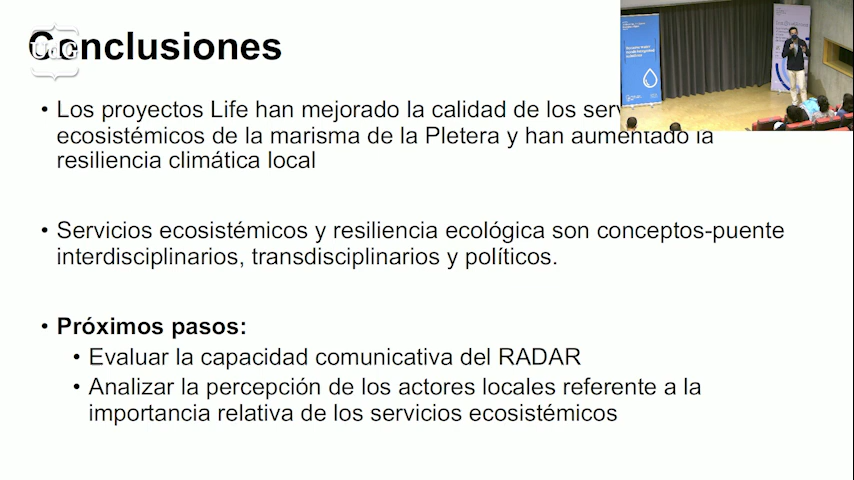 Conclusiones
UdG
• Los proyectos Life han mejorado la calidad de los ser
ecosistémicos de la marisma de la Pletera y han aumentado la
resiliencia climática local
• Servicios ecosistémicos y resiliencia ecológica son conceptos-puente
interdisciplinarios, transdisciplinarios y políticos.
• Próximos pasos:
• Evaluar la capacidad comunicativa del RADAR
• Analizar la percepción de los actores locales referente a la
importancia relativa de los servicios ecosistémicos